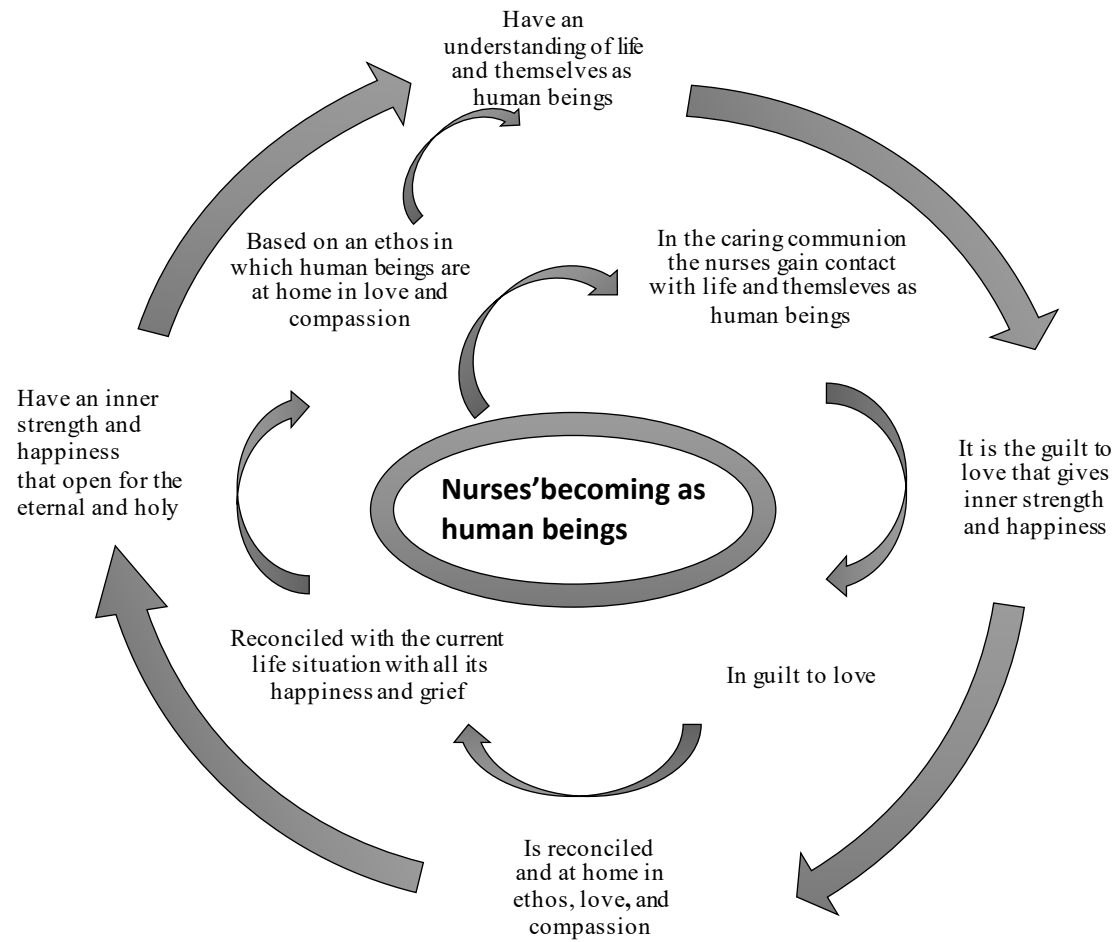 Have an
understanding of life
and themselves as
human beings
Based on an ethos in
which human beings are
at home in love and
compassion
In the caring communion
the nurses gain contact
with life and themsleves as
human beings
Have an inner
strength and
happiness
that open for the
eternal and holy
Nurses'becoming as
human beings
It is the guilt to
love that gives
inner strength
and happiness
Reconciled with the current
life situation with all its
happiness and grief
In guilt to love
Is reconciled
and at home in
ethos, love, and
compassion